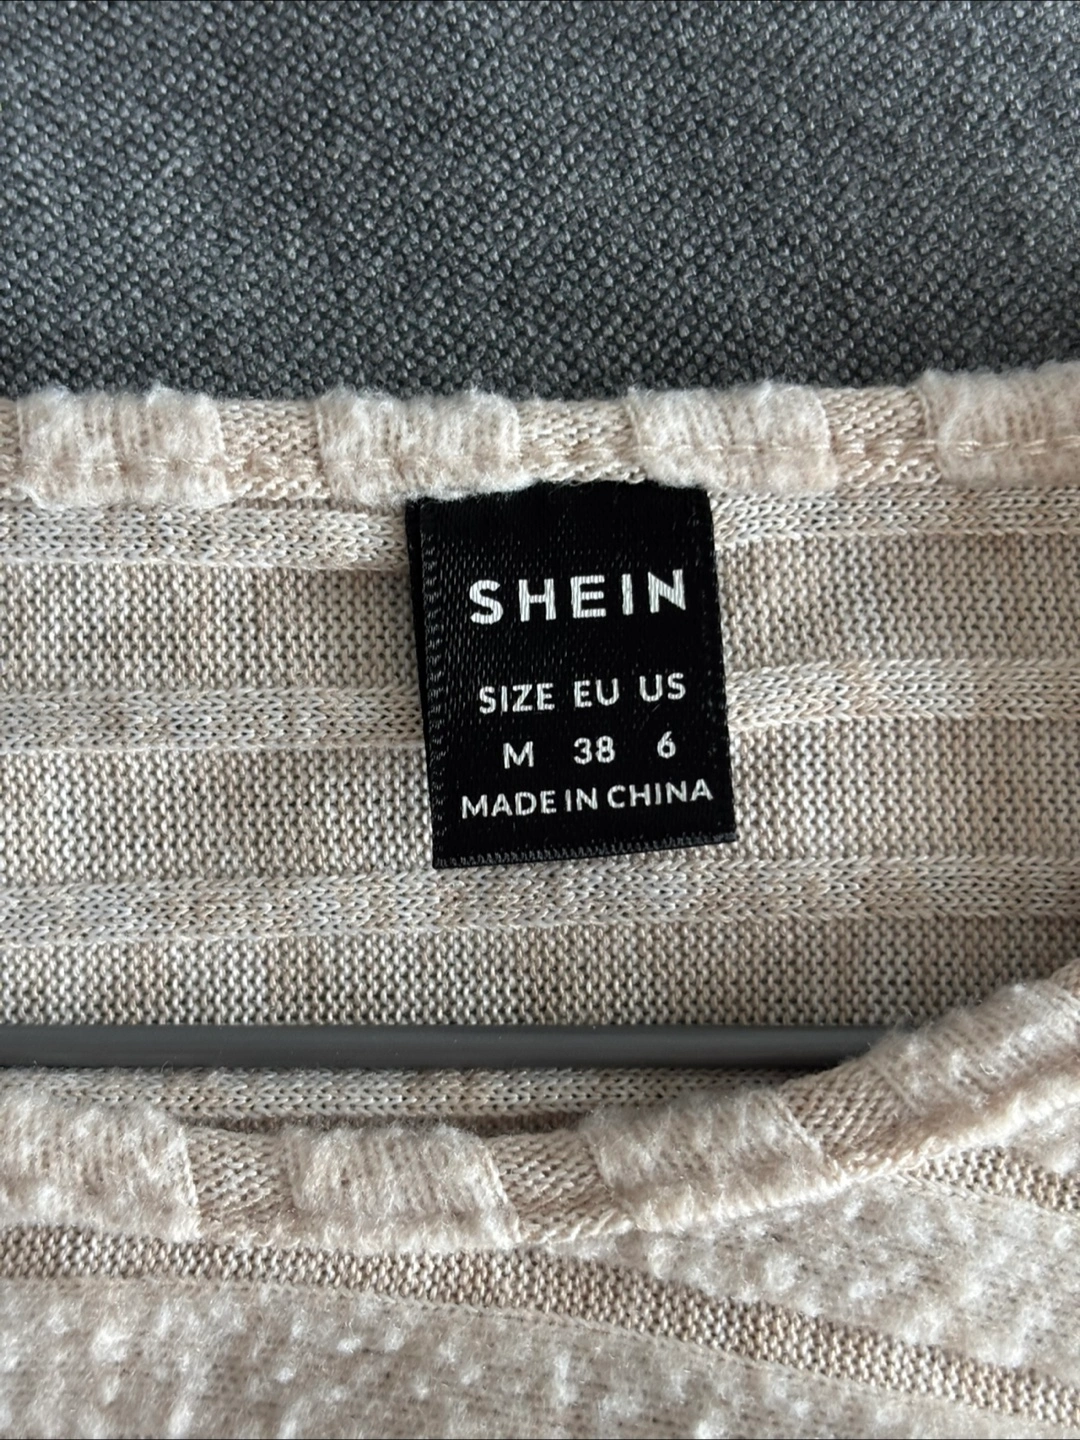 SHEIN
SIZE EU US
M 38 6
MADE IN CHINA